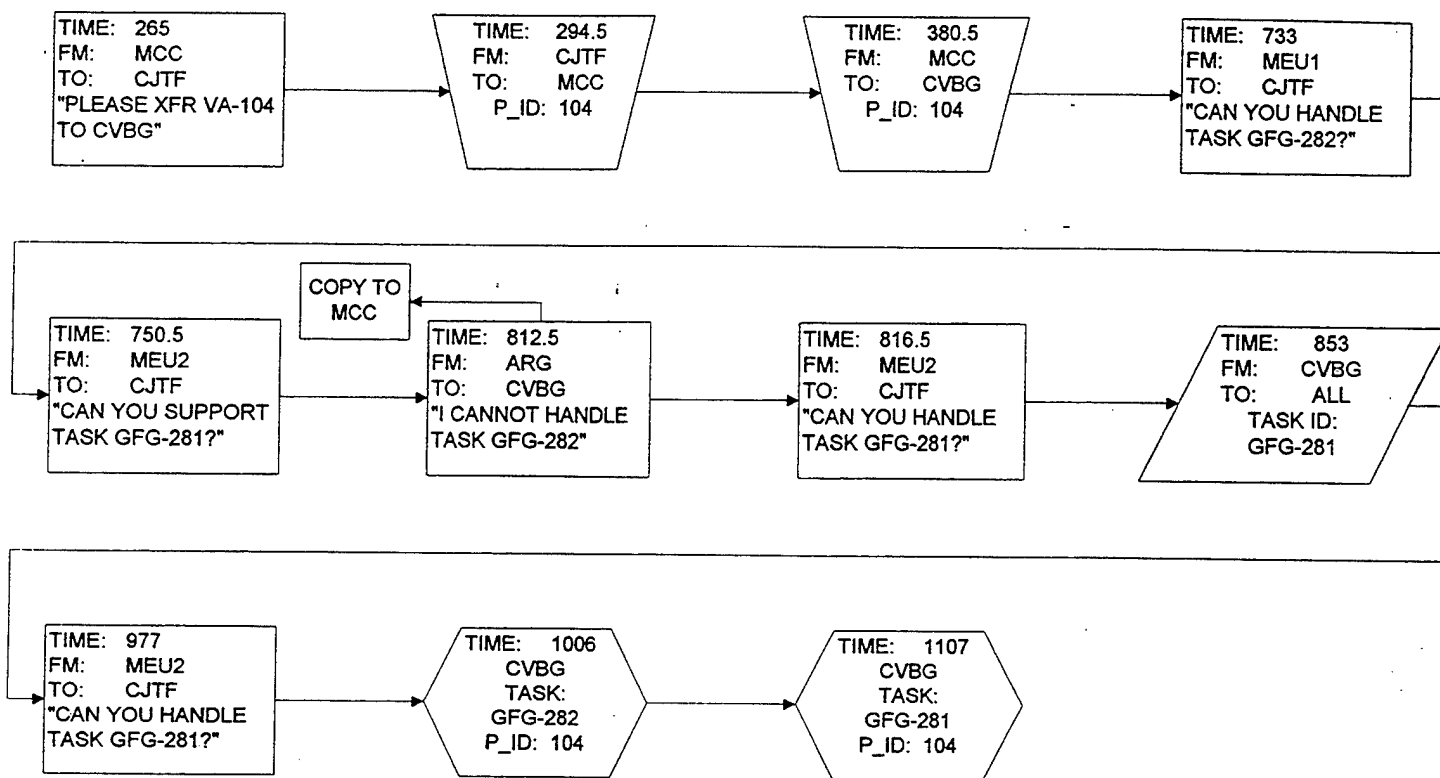 TIME: 265
FM: MCC
TO: CJTF
"PLEASE XFR VA-104
TO CVBG"
TIME: 294.5
FM: CJTF
TO: MCC
P_ID: 104
TIME: 380.5
FM: MCC
TO: CVBG
P_ID: 104
TIME: 733
FM: MEU1
TO: CJTF
"CAN YOU HANDLE
TASK GFG-282?"
TIME: 750.5
FM: MEU2
TO: CJTF
"CAN YOU SUPPORT
TASK GFG-281?"
COPY TO
MCC
TIME: 812.5
FM: ARG
TO: CVBG
"I CANNOT HANDLE
TASK GFG-282"
TIME: 816.5
FM: MEU2
TO: CJTF
"CAN YOU HANDLE
TASK GFG-281?"
TIME: 853
FM: CVBG
TO: ALL
TASK ID:
GFG-281
TIME: 977
FM: MEU2
TO: CJTF
"CAN YOU HANDLE
TASK GFG-281?"
TIME: 1006
CVBG
TASK:
GFG-282
P_ID: 104
TIME: 1107
CVBG
TASK:
GFG-281
P_ID: 104